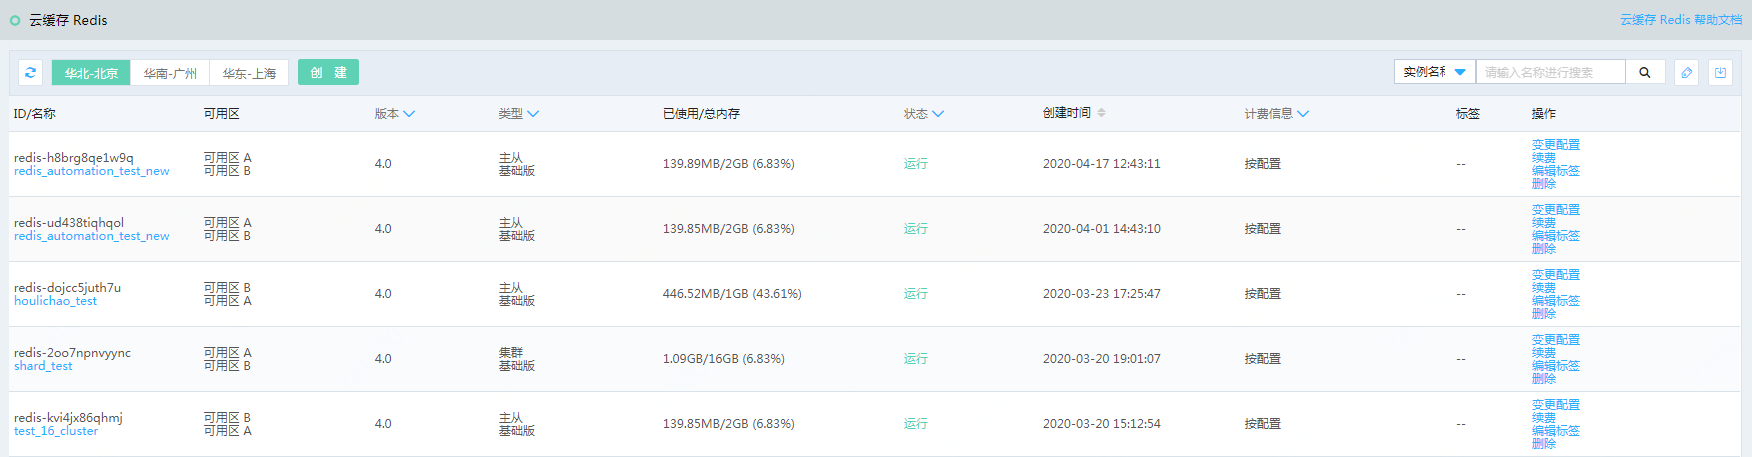 云缓存 Redis
云缓存 Redis 帮助文档
华北-北京 华南-广州 华东-上海 创 建
实例名称 请输入名称进行搜索
ID/名称 可用区 版本 类型 已使用/总内存 状态 创建时间 计费信息 标签 操作
redis-h8brg8qe1w9q
redis_automation_test_new
可用区 A
可用区 B
4.0
主从
基础版
139.89MB/2GB (6.83%)
运行
2020-04-17 12:43:11
按配置
--
变更配置
续费
编辑标签
删除
redis-ud438tiqhqol
redis_automation_test_new
可用区 A
可用区 B
4.0
主从
基础版
139.85MB/2GB (6.83%)
运行
2020-04-01 14:43:10
按配置
--
变更配置
续费
编辑标签
删除
redis-dojcc5juth7u
houlichao_test
可用区 B
可用区 A
4.0
主从
基础版
446.52MB/1GB (43.61%)
运行
2020-03-23 17:25:47
按配置
--
变更配置
续费
编辑标签
删除
redis-2oo7npnvyync
shard_test
可用区 A
可用区 B
4.0
集群
基础版
1.09GB/16GB (6.83%)
运行
2020-03-20 19:01:07
按配置
--
变更配置
续费
编辑标签
删除
redis-kvi4jx86qhmj
test_16_cluster
可用区 B
可用区 A
4.0
主从
基础版
139.85MB/2GB (6.83%)
运行
2020-03-20 15:12:54
按配置
--
变更配置
续费
编辑标签
删除